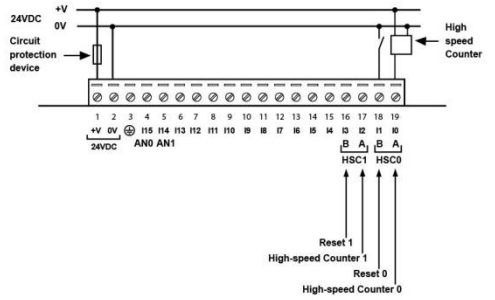 +V
24VDC
0V
Circuit
protection
device
High
speed
Counter
1 2 3 4 5 6 7 8 9 10 11 12 13 14 15 16 17 18 19
+V 0V I15 I14 I13 I12 I11 I10 I9 I8 I7 I6 I5 I4 I3 I2 I1 I0
24VDC AN0 AN1 B A B A
HSC1 HSC0
Reset 1
High-speed Counter 1
Reset 0
High-speed Counter 0